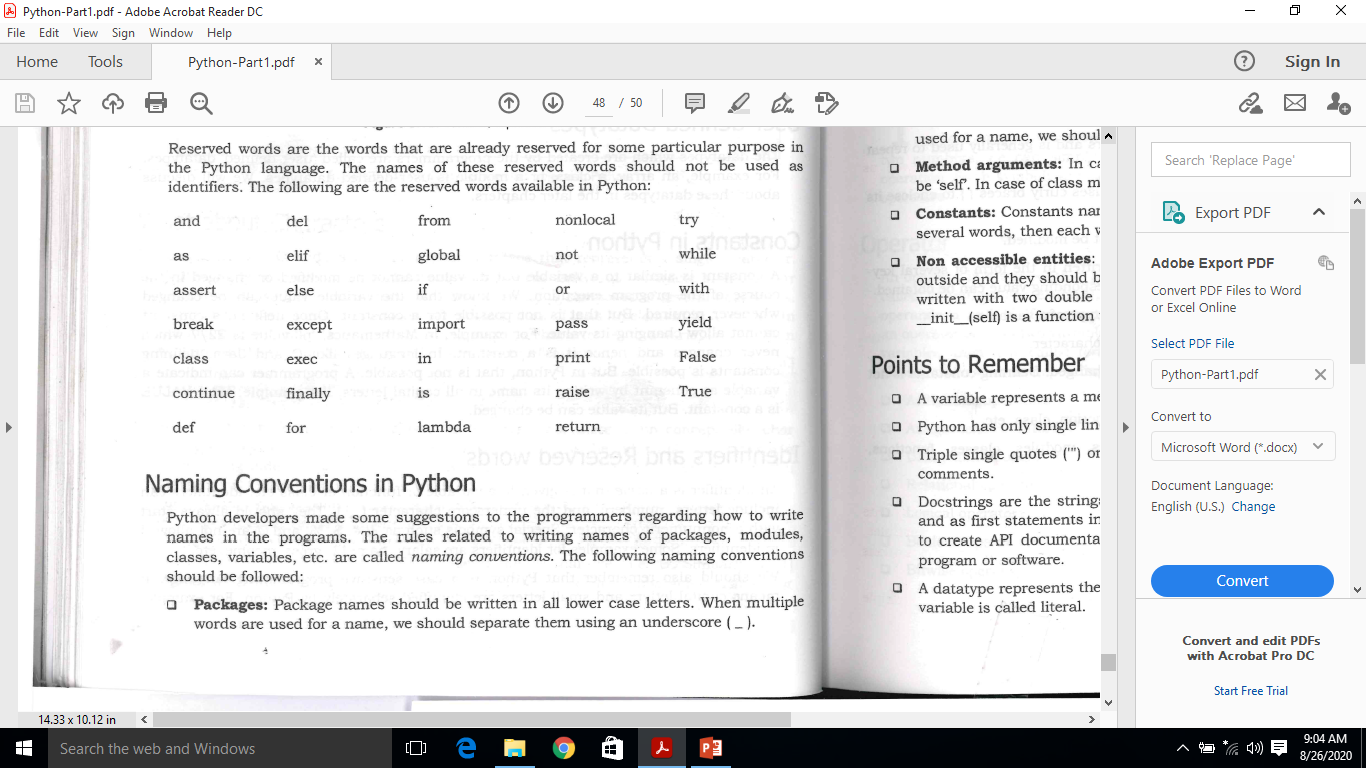 Python-Part1.pdf - Adobe Acrobat Reader DC
File Edit View Sign Window Help
Home Tools Python-Part1.pdf × ? Sign In
48 / 50
Reserved words are the words that are already reserved for some particular purpose in
the Python language. The names of these reserved words should not be used as
identifiers. The following are the reserved words available in Python:
and del from nonlocal try
as elif global not while
assert else if or with
break except import pass yield
class exec in print False
continue finally is raise True
def for lambda return
Naming Conventions in Python
Python developers made some suggestions to the programmers regarding how to write
names in the programs. The rules related to writing names of packages, modules,
classes, variables, etc. are called naming conventions. The following naming conventions
should be followed:
❑ Packages: Package names should be written in all lower case letters. When multiple
words are used for a name, we should separate them using an underscore ( _ ).
14.33 x 10.12 in
used for a name, we shoul
❑ Method arguments: In ca
be 'self'. In case of class m
❑ Constants: Constants nar
several words, then each w
❑ Non accessible entities:
outside and they should b
written with two double
__init__(self) is a function
Points to Remember
❑ A variable represents a me
❑ Python has only single lin
❑ Triple single quotes (''') or
comments.
❑ Docstrings are the strings
and as first statements in
to create API documenta
program or software.
❑ A datatype represents the
variable is called literal.
Search 'Replace Page'
Export PDF
Adobe Export PDF
Convert PDF Files to Word
or Excel Online
Select PDF File
Python-Part1.pdf
Convert to
Microsoft Word (*.docx)
Document Language:
English (U.S.) Change
Convert
Convert and edit PDFs
with Acrobat Pro DC
Start Free Trial
Search the web and Windows
9:04 AM
8/26/2020